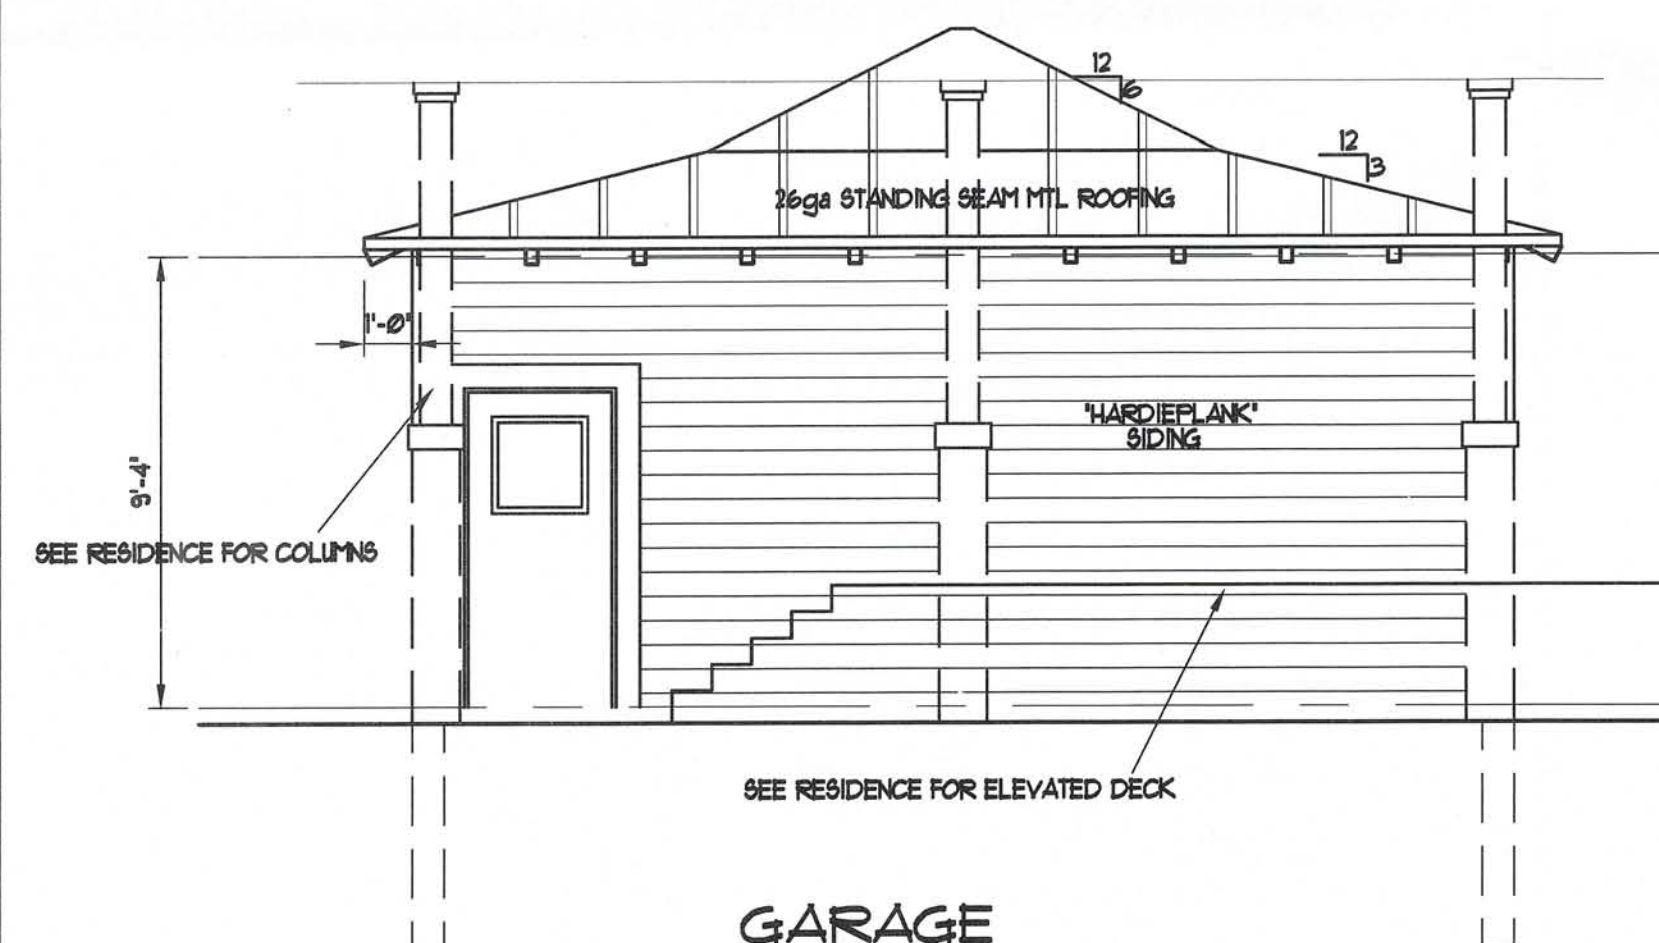 12
6
12
3
26ga STANDING SEAM MTL ROOFING
1'-0"
"HARDIEPLANK"
SIDING
9'-4"
SEE RESIDENCE FOR COLUMNS
SEE RESIDENCE FOR ELEVATED DECK
GARAGE